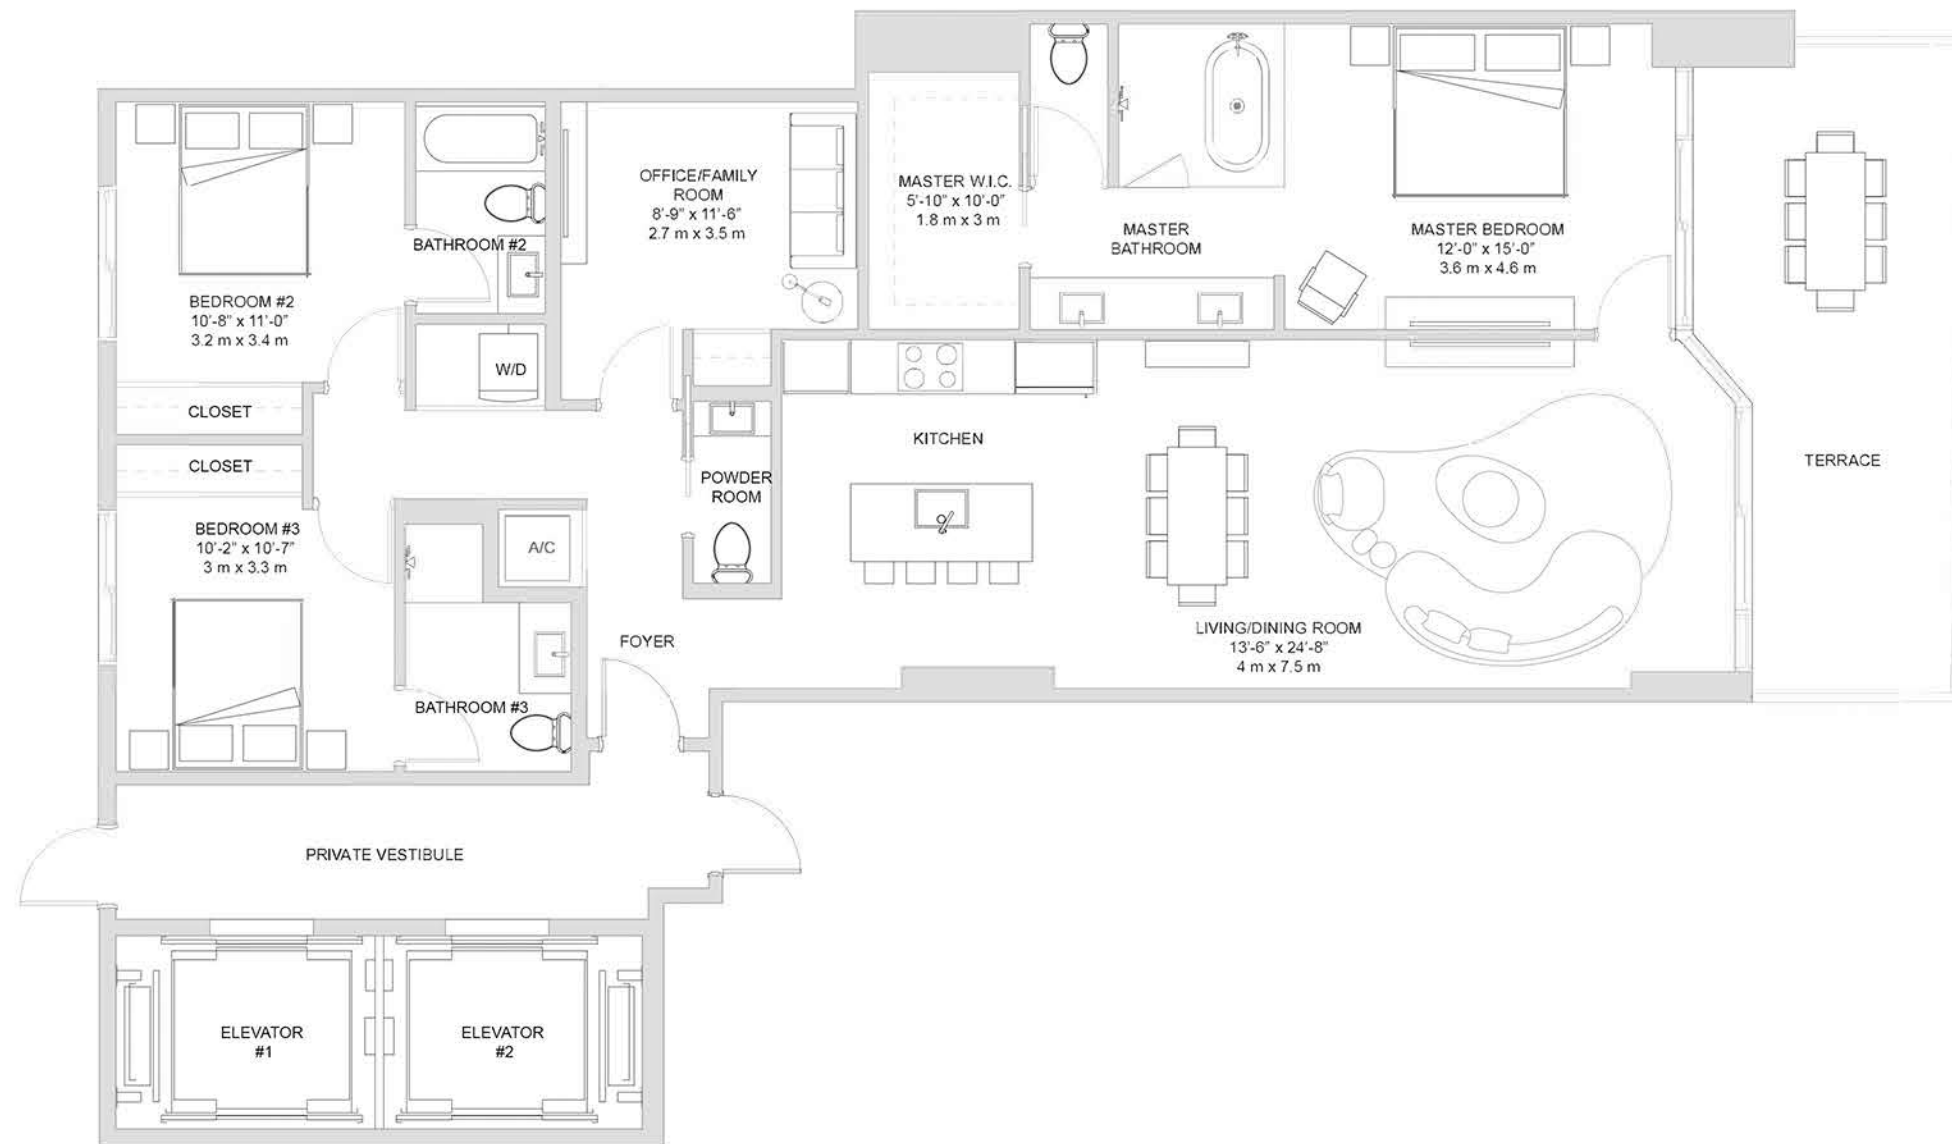 OFFICE/FAMILY
ROOM
8'-9" x 11'-6"
2.7 m x 3.5 m
MASTER W.I.C.
5'-10" x 10'-0"
1.8 m x 3 m
MASTER
BATHROOM
MASTER BEDROOM
12'-0" x 15'-0"
3.6 m x 4.6 m
BATHROOM #2
BEDROOM #2
10'-8" x 11'-0"
3.2 m x 3.4 m
W/D
CLOSET
CLOSET
KITCHEN
TERRACE
POWDER
ROOM
BEDROOM #3
10'-2" x 10'-7"
3 m x 3.3 m
A/C
FOYER
LIVING/DINING ROOM
13'-6" x 24'-8"
4 m x 7.5 m
BATHROOM #3
PRIVATE VESTIBULE
ELEVATOR
#1
ELEVATOR
#2